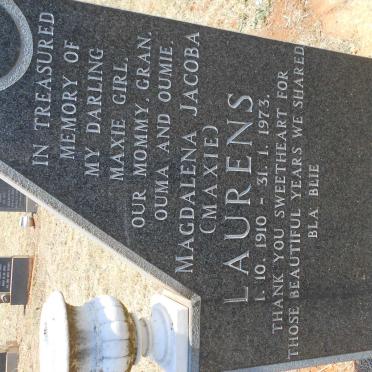 IN TREASURED
MEMORY OF
MY DARLING
MAXIE GIRL.
OUR MOMMY, GRAN.
OUMA AND OUMIE
MAGDALENA JACOBA
(MAXIE)
LAURENS
1. 10. 1910 - 31. 1. 1973.
THANK YOU SWEETHEART FOR
THOSE BEAUTIFUL YEARS WE SHARED
BLA BLIE